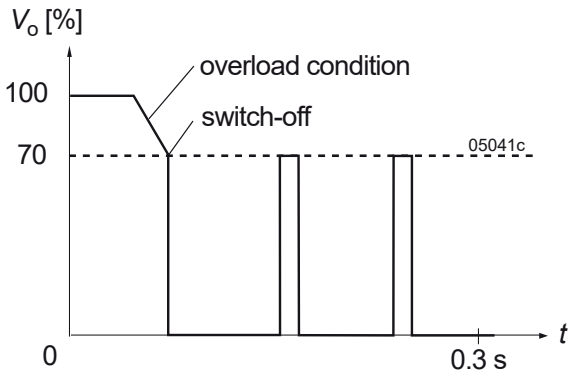 Vo [%]
overload condition
100
switch-off
70
05041c
t
0
0.3 s